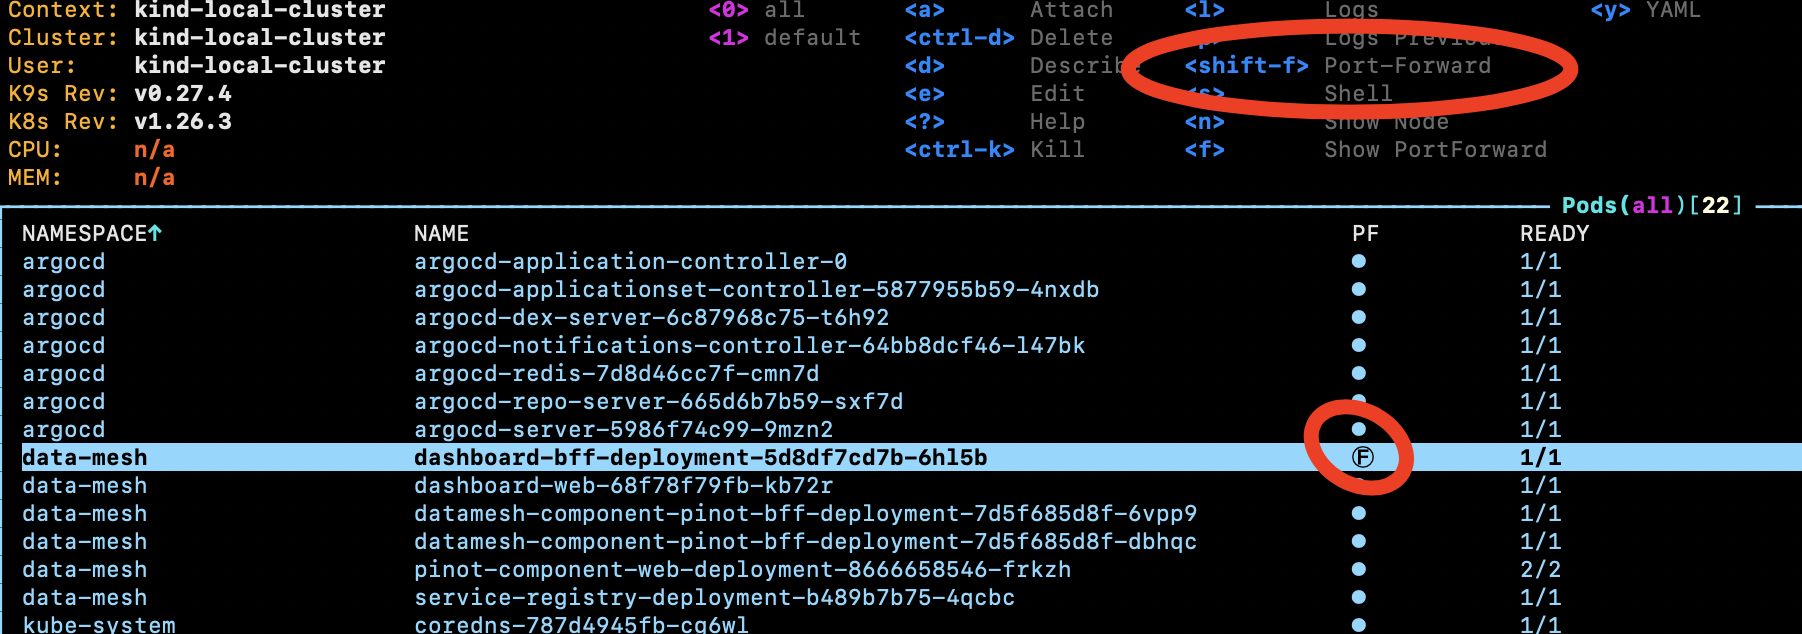 Context: kind-local-cluster <0> all <a> Attach <l> Logs <y> YAML
Cluster: kind-local-cluster <1> default <ctrl-d> Delete <p> Logs Previous
User: kind-local-cluster <d> Describe <shift-f> Port-Forward
K9s Rev: v0.27.4 <e> Edit <s> Shell
K8s Rev: v1.26.3 <?> Help <n> Show Node
CPU: n/a <ctrl-k> Kill <f> Show PortForward
MEM: n/a
Pods(all)[22]
NAMESPACE↑ NAME PF READY
argocd argocd-application-controller-0 ● 1/1
argocd argocd-applicationset-controller-5877955b59-4nxdb ● 1/1
argocd argocd-dex-server-6c87968c75-t6h92 ● 1/1
argocd argocd-notifications-controller-64bb8dcf46-l47bk ● 1/1
argocd argocd-redis-7d8d46cc7f-cmn7d ● 1/1
argocd argocd-repo-server-665d6b7b59-sxf7d ● 1/1
argocd argocd-server-5986f74c99-9mzn2 ● 1/1
data-mesh dashboard-bff-deployment-5d8df7cd7b-6hl5b Ⓕ 1/1
data-mesh dashboard-web-68f78f79fb-kb72r ● 1/1
data-mesh datamesh-component-pinot-bff-deployment-7d5f685d8f-6vpp9 ● 1/1
data-mesh datamesh-component-pinot-bff-deployment-7d5f685d8f-dbhqc ● 1/1
data-mesh pinot-component-web-deployment-8666658546-frkzh ● 2/2
data-mesh service-registry-deployment-b489b7b75-4qcbc ● 1/1
kube-system coredns-787d4945fb-cg6wl ● 1/1